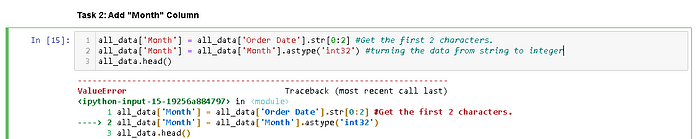 Task 2: Add "Month" Column
In [15]:
1 all_data['Month'] = all_data['Order Date'].str[0:2] #Get the first 2 characters.
2 all_data['Month'] = all_data['Month'].astype('int32') #turning the data from string to integer
3 all_data.head()
---------------------------------------------------------------------------
ValueError Traceback (most recent call last)
<ipython-input-15-19256a884797> in <module>
1 all_data['Month'] = all_data['Order Date'].str[0:2] #Get the first 2 characters.
----> 2 all_data['Month'] = all_data['Month'].astype('int32')
3 all_data.head()